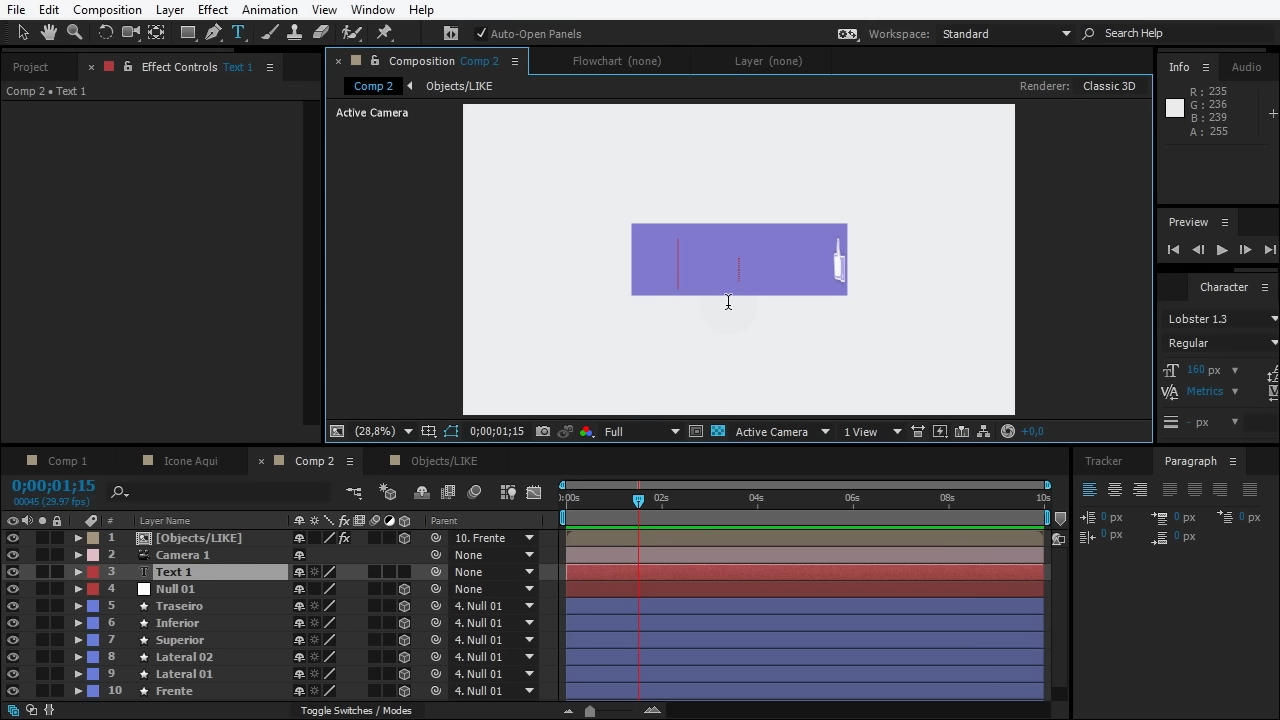 File Edit Composition Layer Effect Animation View Window Help
T Auto-Open Panels Workspace: Standard Search Help
Project Effect Controls Text 1 Composition Comp 2 Flowchart (none) Layer (none) Info Audio
Comp 2 • Text 1
Comp 2 Objects/LIKE Renderer: Classic 3D
Active Camera
R : 235
G : 236
B : 239
A : 255
Preview
Character
Lobster 1.3
Regular
160 px
Metrics
- px
(28,8%) 0;00;01;15 Full Active Camera 1 View +0,0
Comp 1 Icone Aqui Comp 2 Objects/LIKE Tracker Paragraph
0;00;01;15
00045 (29.97 fps)
0:00s 02s 04s 06s 08s 10s
# Layer Name fx Parent
0 px 0 px 0 px
0 px 0 px
1 [Objects/LIKE] fx 10. Frente
2 Camera 1 None
3 T Text 1 None
4 Null 01 None
5 Traseiro 4. Null 01
6 Inferior 4. Null 01
7 Superior 4. Null 01
8 Lateral 02 4. Null 01
9 Lateral 01 4. Null 01
10 Frente 4. Null 01
Toggle Switches / Modes